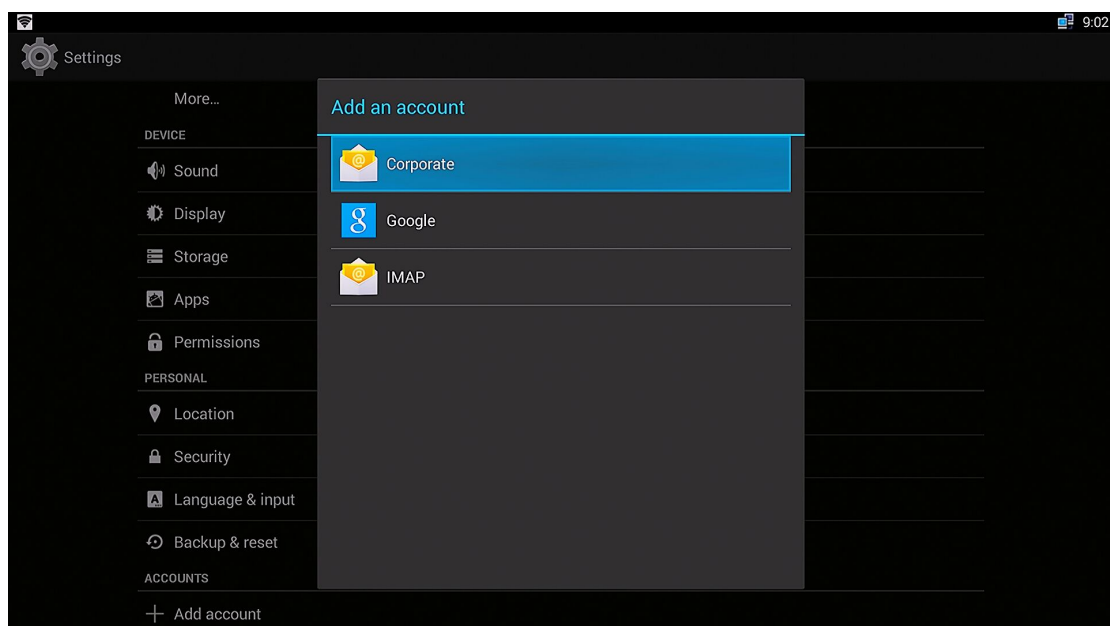 9:02
Settings
More...
DEVICE
Sound
Display
Storage
Apps
Permissions
PERSONAL
Location
Security
Language & input
Backup & reset
ACCOUNTS
Add account
Add an account
@ Corporate
g Google
@ IMAP